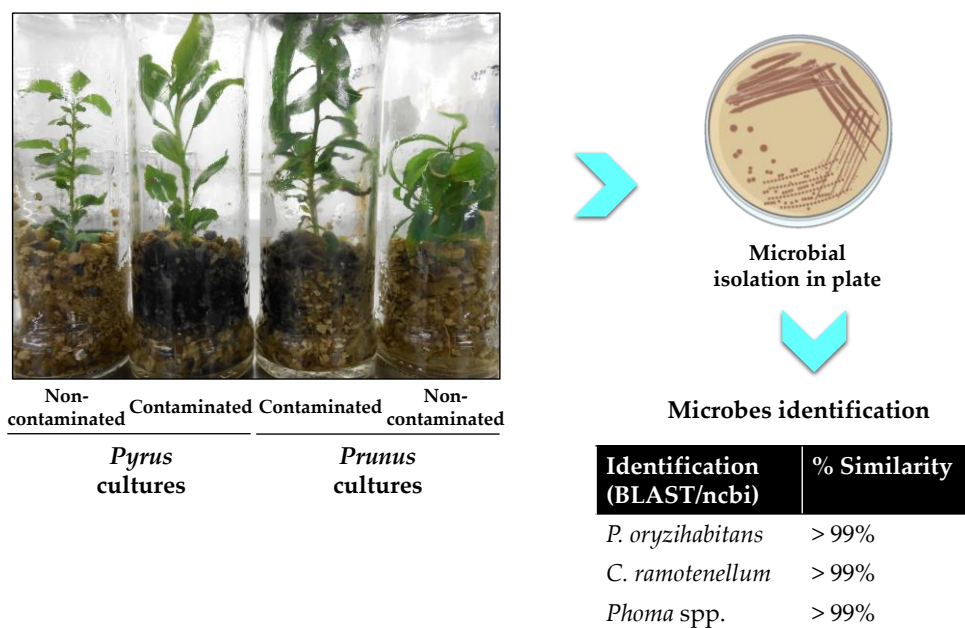 Non-
contaminated
Contaminated
Contaminated
Non-
contaminated
Pyrus
cultures
Prunus
cultures
Microbial
isolation in plate
Microbes identification
Identification
(BLAST/ncbi)
% Similarity
P. oryzihabitans > 99%
C. ramotenellum > 99%
Phoma spp. > 99%